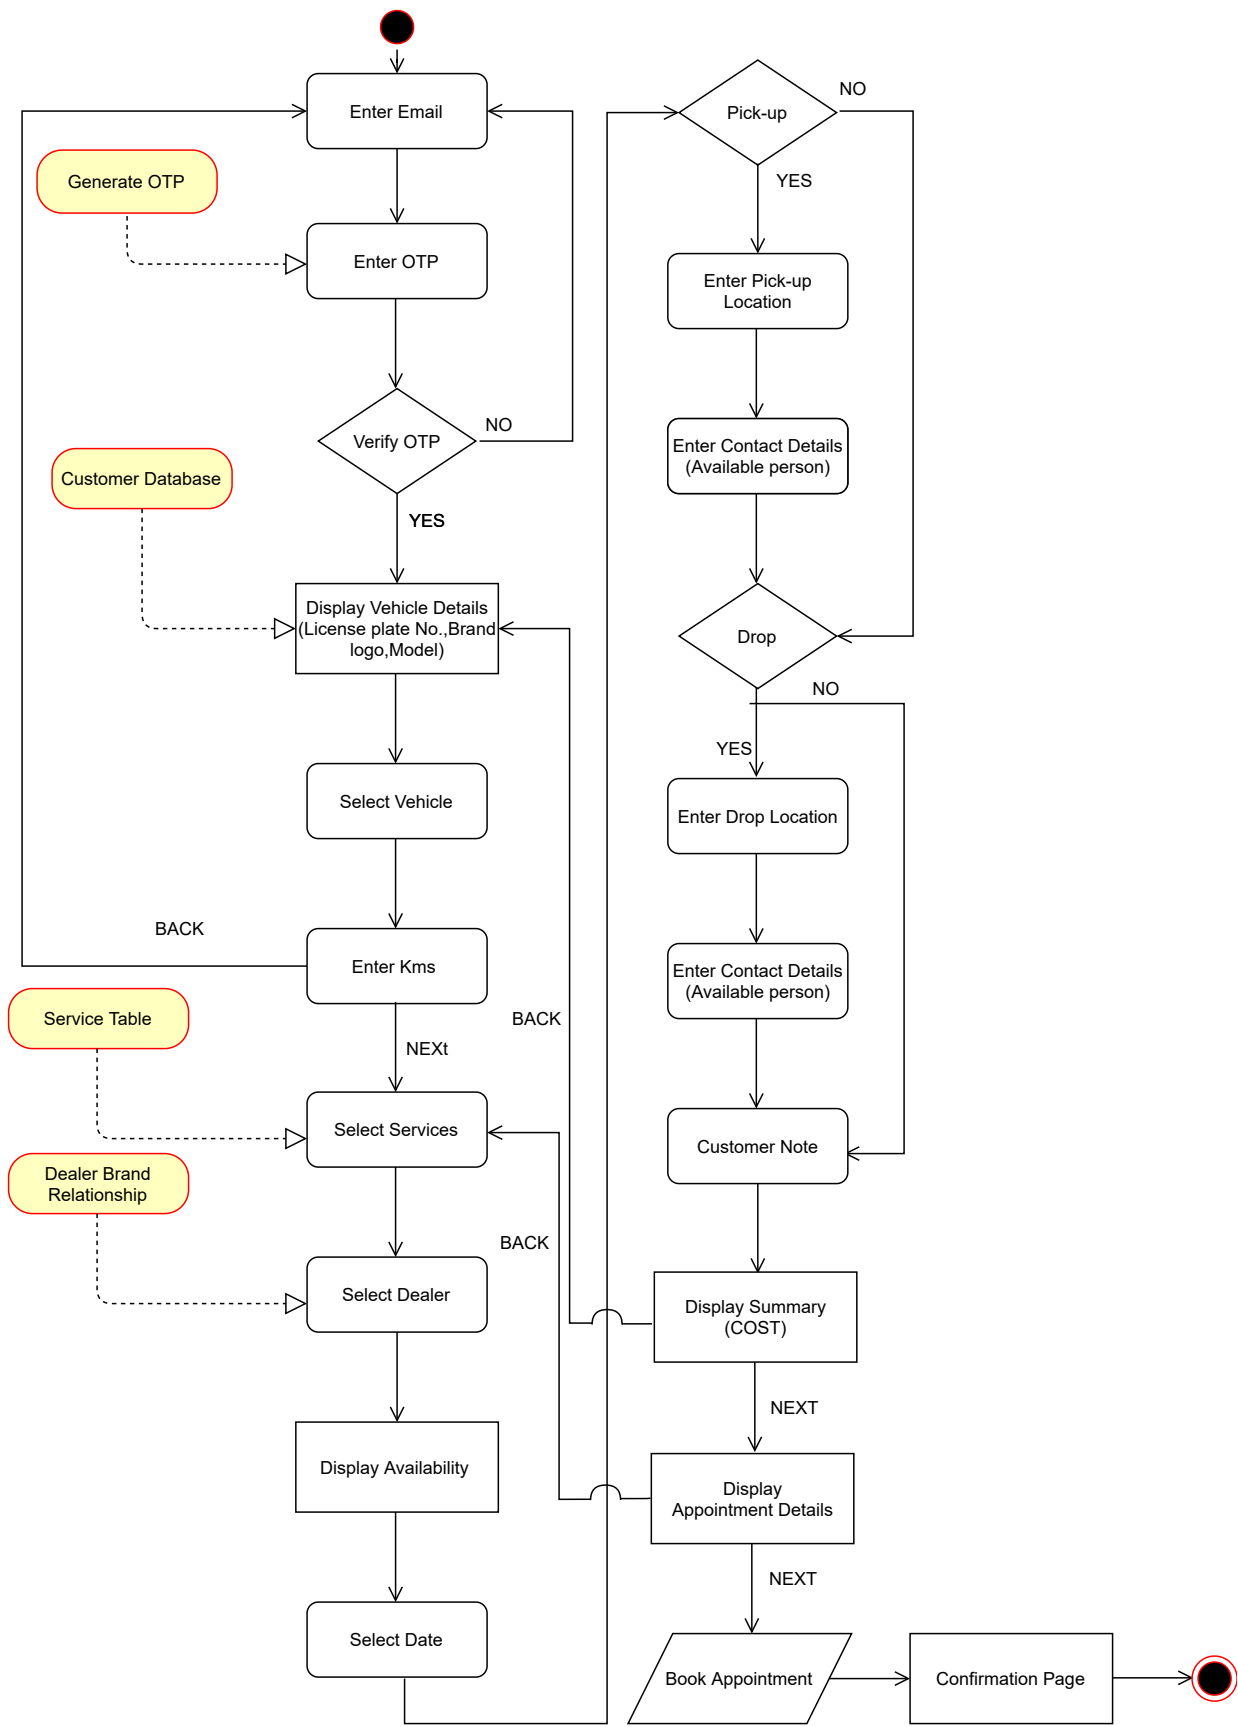 Enter Email
Generate OTP
Enter OTP
Verify OTP
NO
Customer Database
YES
Display Vehicle Details
(License plate No.,Brand
logo,Model)
Select Vehicle
BACK
Enter Kms
Service Table
NEXt
Select Services
Dealer Brand
Relationship
Select Dealer
Display Availability
Select Date
BACK
BACK
Pick-up
NO
YES
Enter Pick-up
Location
Enter Contact Details
(Available person)
Drop
NO
YES
Enter Drop Location
Enter Contact Details
(Available person)
Customer Note
Display Summary
(COST)
NEXT
Display
Appointment Details
NEXT
Book Appointment
Confirmation Page